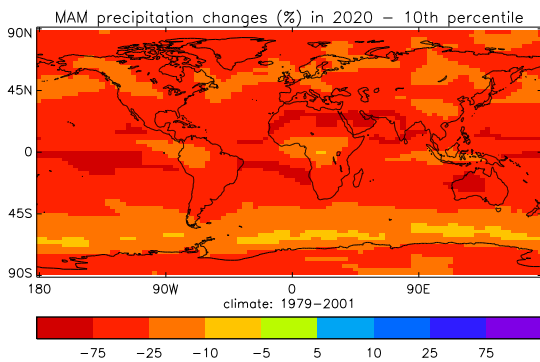 MAM precipitation changes (%) in 2020 − 10th percentile
90N
45N
0
45S
90S
180 90W 0 90E
climate: 1979−2001
−75 −25 −10 −5 5 10 25 75